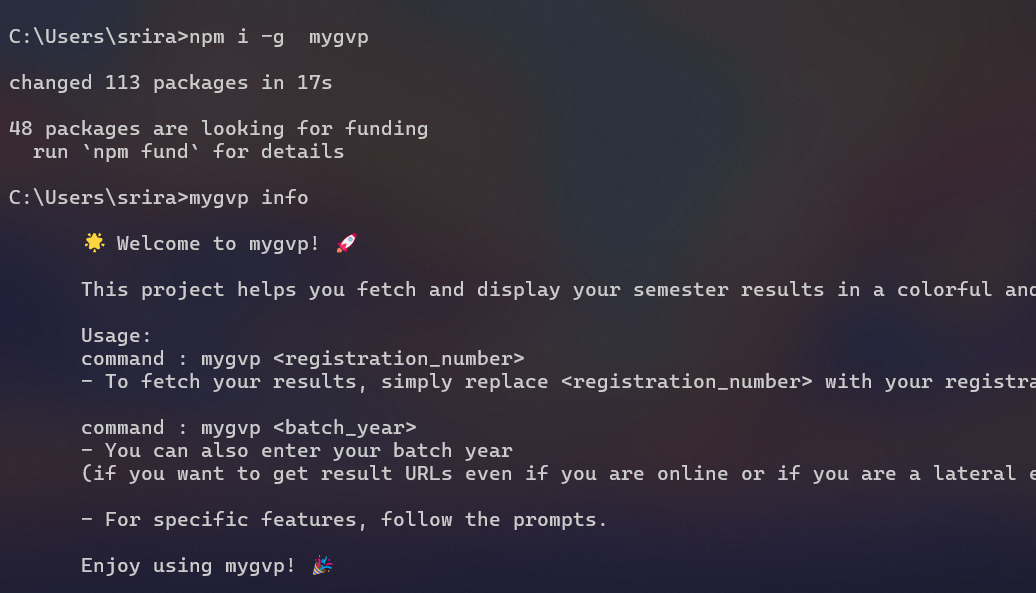 C:\Users\srira>npm i -g  mygvp
changed 113 packages in 17s
48 packages are looking for funding
run `npm fund` for details
C:\Users\srira>mygvp info
🌟 Welcome to mygvp! 🚀
This project helps you fetch and display your semester results in a colorful and
Usage:
command : mygvp <registration_number>
- To fetch your results, simply replace <registration_number> with your registra
command : mygvp <batch_year>
- You can also enter your batch year
(if you want to get result URLs even if you are online or if you are a lateral e
- For specific features, follow the prompts.
Enjoy using mygvp! 🎉